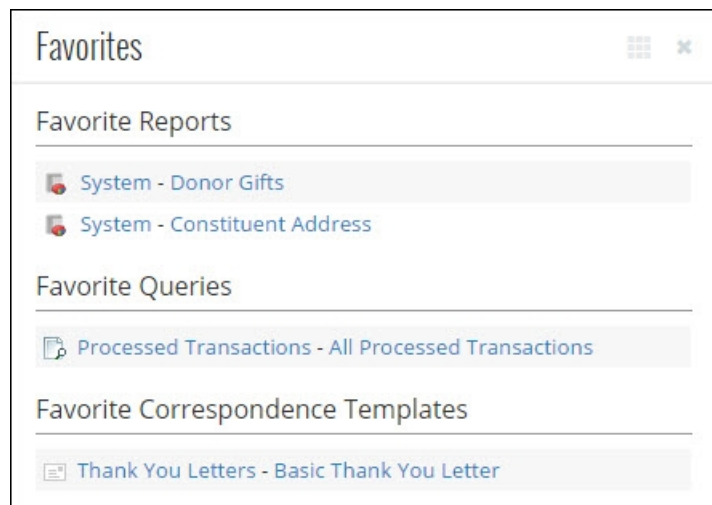 Favorites
Favorite Reports
System - Donor Gifts
System - Constituent Address
Favorite Queries
Processed Transactions - All Processed Transactions
Favorite Correspondence Templates
Thank You Letters - Basic Thank You Letter